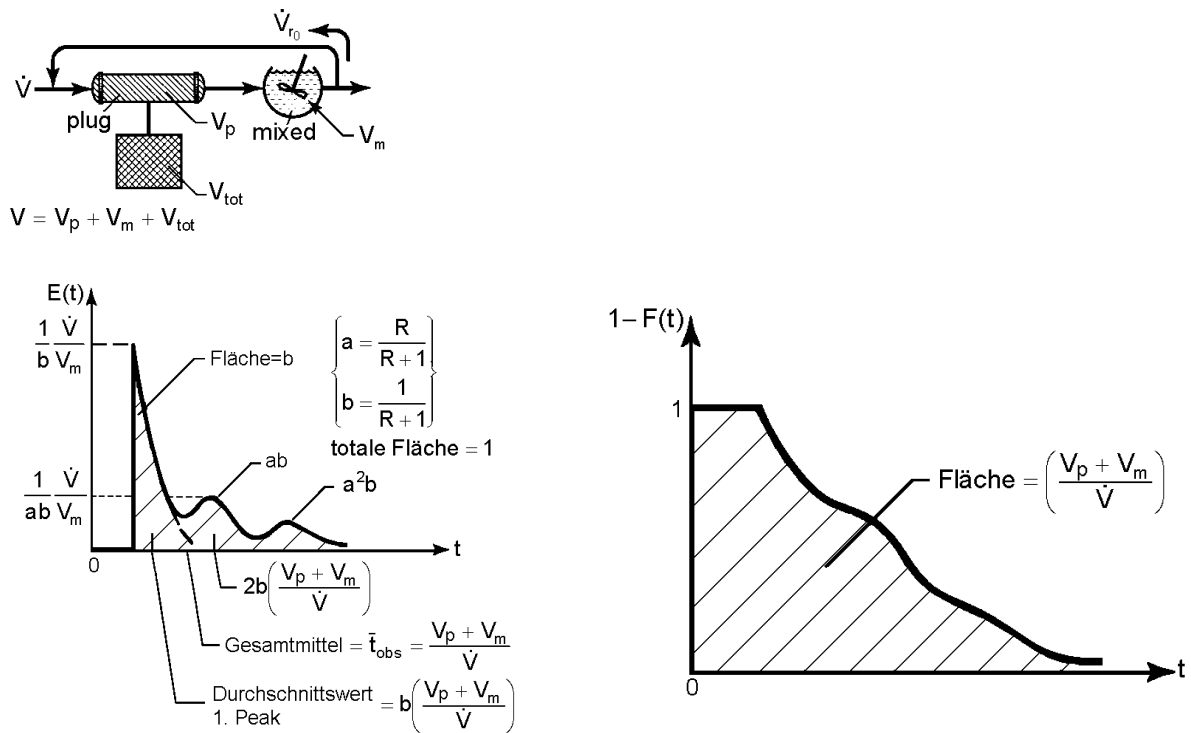 V̇r₀
V̇
plug
Vp
mixed
Vm
Vtot
V = Vp + Vm + Vtot
E(t)
1/b V̇/Vm
Fläche=b
{a = R/(R + 1)}
{b = 1/(R + 1)}
totale Fläche = 1
ab
a²b
1/ab V̇/Vm
0
t
2b((Vp + Vm)/V̇)
Gesamtmittel = t̄obs = (Vp + Vm)/V̇
Durchschnittswert
1. Peak
= b((Vp + Vm)/V̇)
1– F(t)
1
Fläche = ((Vp + Vm)/V̇)
0
t